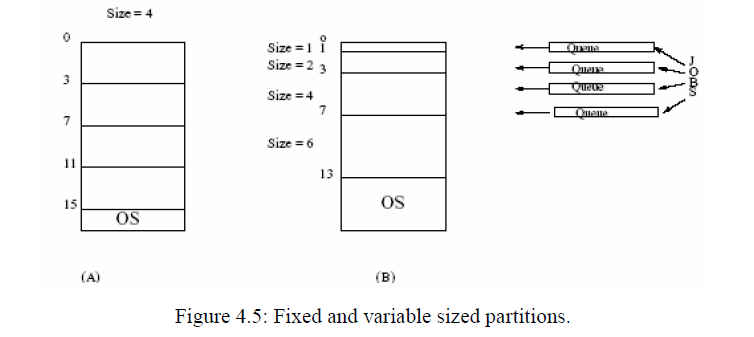 Size = 4
0
3
7
11
15
OS
(A)
Size = 1
Size = 2
Size = 4
Size = 6
0
1
3
7
13
OS
(B)
Queue
Queue
Queue
Queue
J
O
B
S
Figure 4.5: Fixed and variable sized partitions.